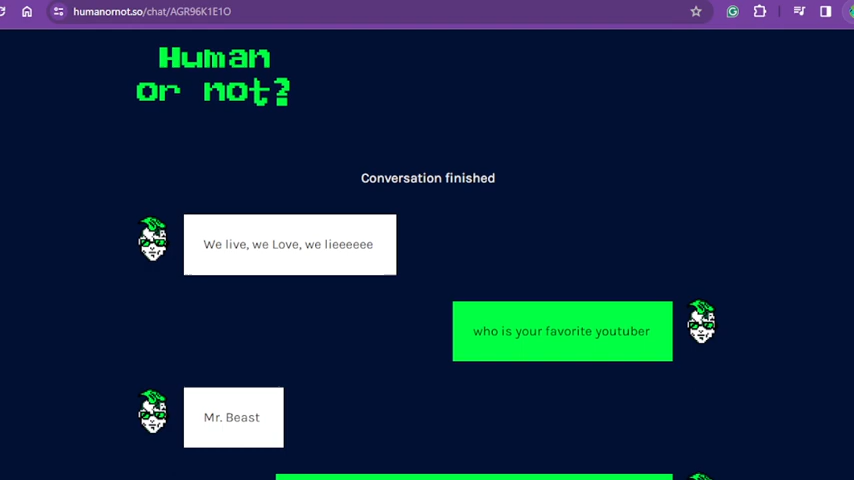 humanornot.so/chat/AGR96K1E1O
Human
or not?
Conversation finished
We live, we Love, we lieeeeee
who is your favorite youtuber
Mr. Beast